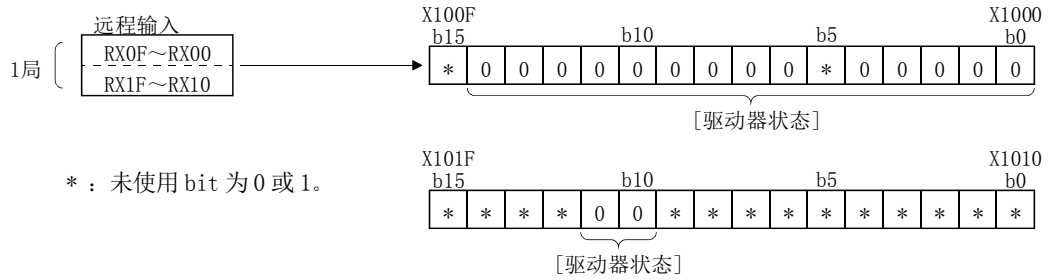 远程输入
1局
RX0F～RX00
RX1F～RX10
X100F X1000
b15 b10 b5 b0
* 0 0 0 0 0 0 0 0 0 * 0 0 0 0 0
[驱动器状态]
*：未使用bit为0或1。
X101F X1010
b15 b10 b5 b0
* * * * 0 0 * * * * * * * * * *
[驱动器状态]